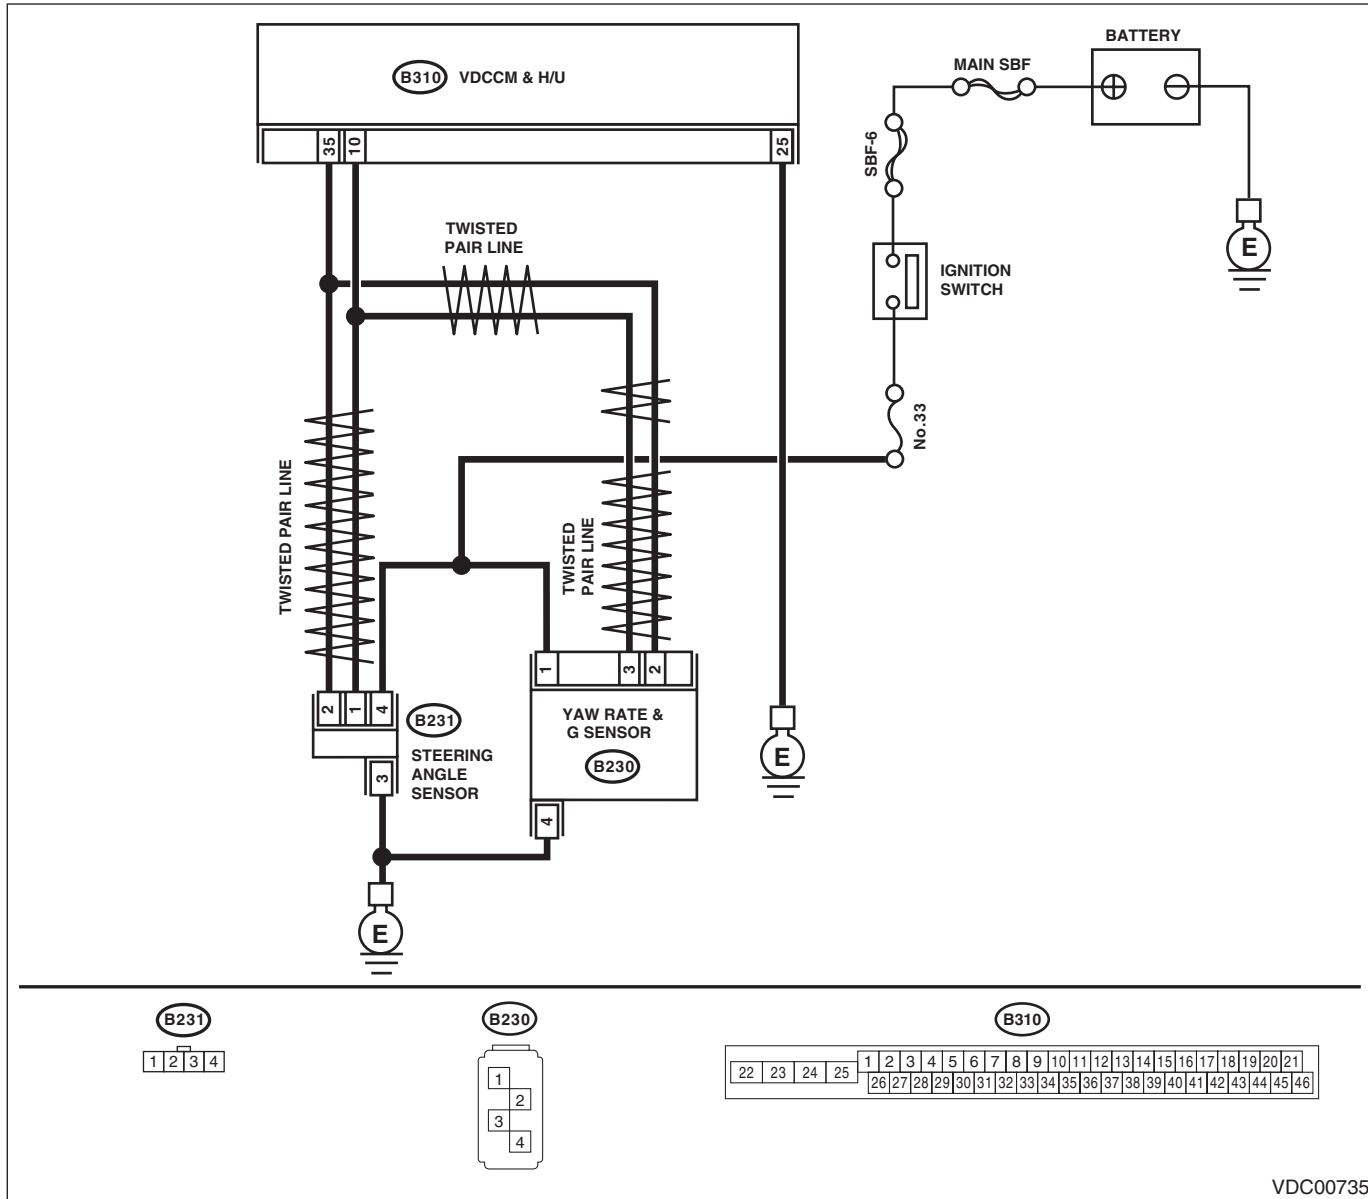 BATTERY
MAIN SBF
B310 VDCCM & H/U
SBF-6
35 10 25
TWISTED
PAIR LINE
E
IGNITION
SWITCH
No.33
TWISTED PAIR LINE
TWISTED
PAIR LINE
1 3 2
2 1 4
B231
STEERING
ANGLE
SENSOR
YAW RATE &
G SENSOR
B230
3
E
4
E
B231
1 2 3 4
B230
1
2
3
4
B310
22 23 24 25
1 2 3 4 5 6 7 8 9 10 11 12 13 14 15 16 17 18 19 20 21
26 27 28 29 30 31 32 33 34 35 36 37 38 39 40 41 42 43 44 45 46
VDC00735